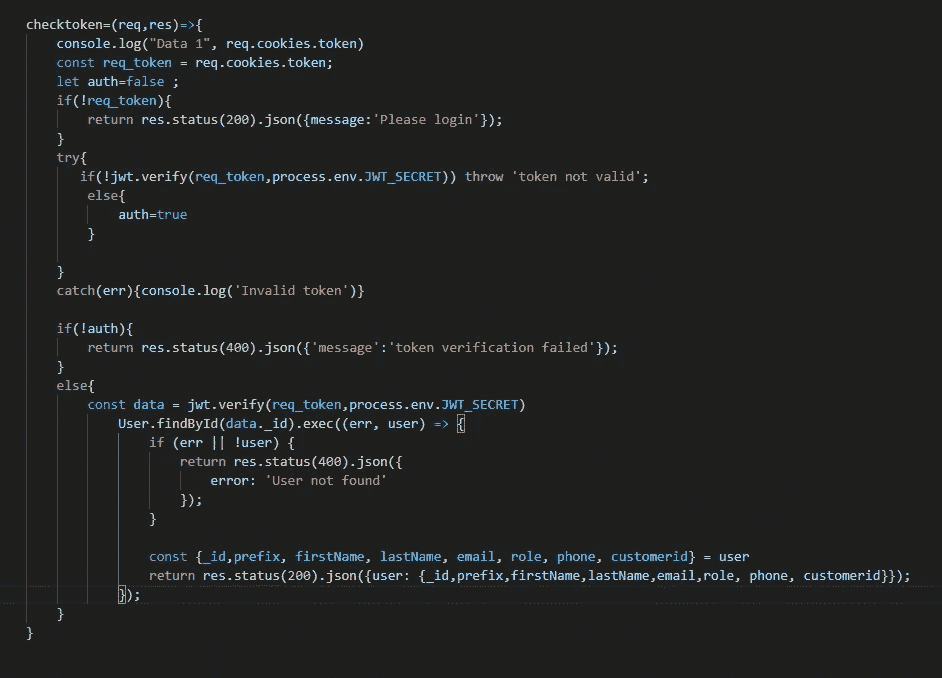 checktoken=(req,res)=>{
console.log("Data 1", req.cookies.token)
const req_token = req.cookies.token;
let auth=false ;
if(!req_token){
return res.status(200).json({message:'Please login'});
}
try{
if(!jwt.verify(req_token,process.env.JWT_SECRET)) throw 'token not valid';
else{
auth=true
}
}
catch(err){console.log('Invalid token')}
if(!auth){
return res.status(400).json({'message':'token verification failed'});
}
else{
const data = jwt.verify(req_token,process.env.JWT_SECRET)
User.findById(data._id).exec((err, user) => {
if (err || !user) {
return res.status(400).json({
error: 'User not found'
});
}
const {_id,prefix, firstName, lastName, email, role, phone, customerid} = user
return res.status(200).json({user: {_id,prefix,firstName,lastName,email,role, phone, customerid}});
});
}
}